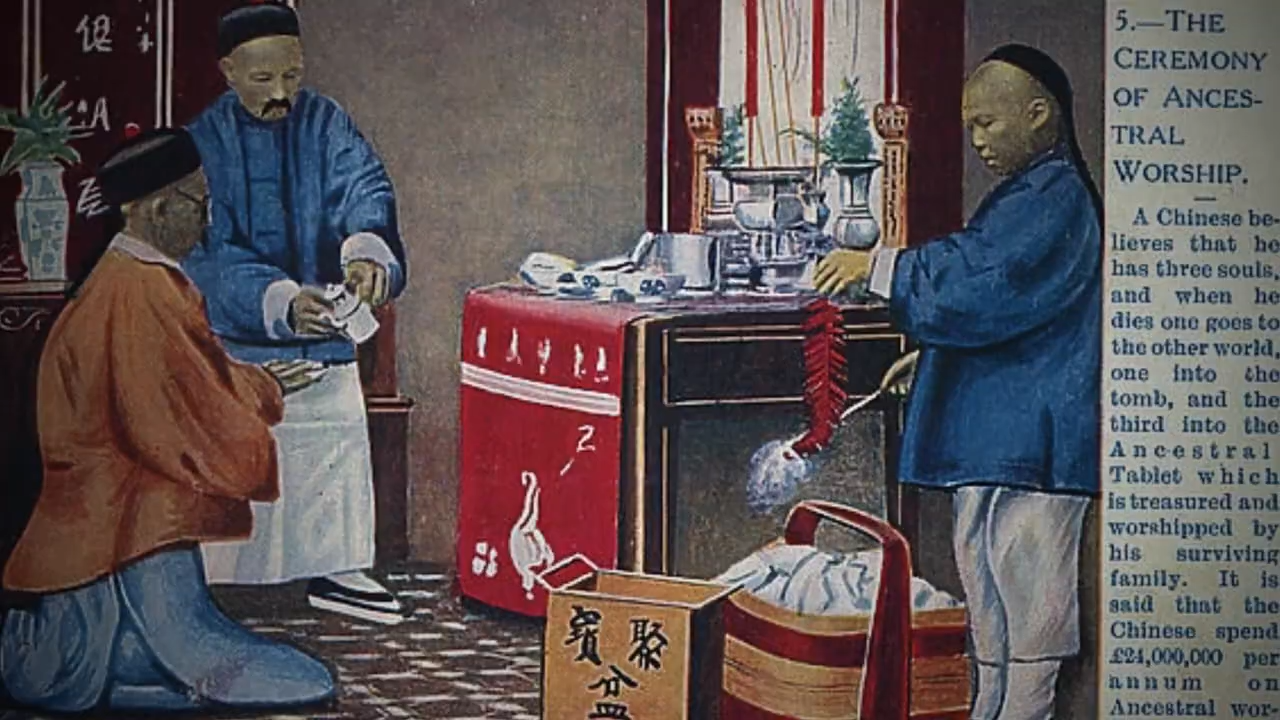 5.—THE
CEREMONY
OF ANCES-
TRAL
WORSHIP.
A Chinese be-
lieves that he
has three souls,
and when he
dies one goes to
the other world,
one into the
tomb, and the
third into the
Ancestral
Tablet which
is treasured and
worshipped by
his surviving
family. It is
said that the
Chinese spend
£24,000,000 per
annum on
Ancestral wor-
聚寳
盆